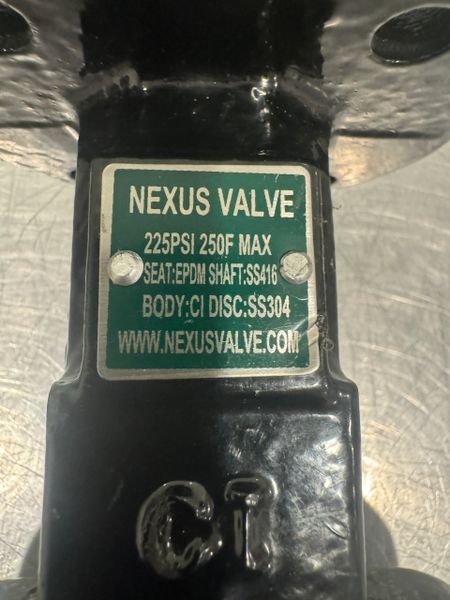 NEXUS VALVE
225PSI 250F MAX
SEAT:EPDM SHAFT:SS416
BODY:CI DISC:SS304
WWW.NEXUSVALVE.COM
CI